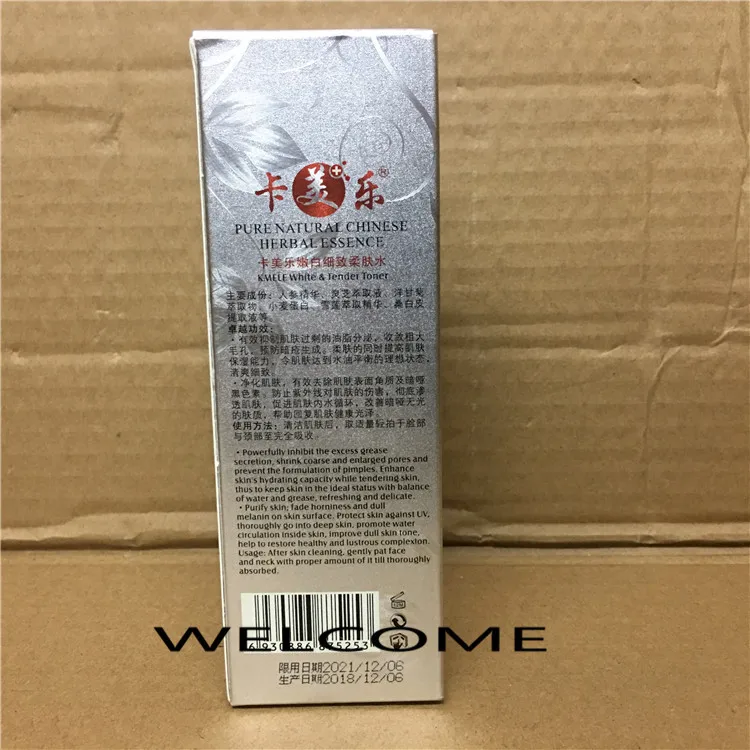 卡美乐®
PURE NATURAL CHINESE
HERBAL ESSENCE
卡美乐嫩白细致柔肤水
KMELE White & Tender Toner
主要成份：人参精华、灵芝萃取液、洋甘菊
萃取物、小麦蛋白、雪莲萃取精华、桑白皮
提取液等。
卓越功效：
·有效抑制肌肤过剩的油脂分泌，收敛粗大
毛孔，预防暗疮生成。柔肤的同时提高肌肤
保湿能力，令肌肤达到水油平衡的理想状态，
清爽细致。
·净化肌肤，有效去除肌肤表面角质及暗哑
黑色素。防止紫外线对肌肤的伤害，彻底渗
透肌肤，促进肌肤内水循环，改善暗哑无光
的肤质，帮助回复肌肤健康光泽。
使用方法：清洁肌肤后，取适量轻拍于脸部
与颈部至完全吸收。
• Powerfully inhibit the excess grease
secretion, shrink coarse and enlarged pores and
prevent the formulation of pimples. Enhance
skin's hydrating capacity while tendering skin,
thus to keep skin in the ideal status with balance
of water and grease, refreshing and delicate.
• Purify skin; fade horniness and dull
melanin on skin surface. Protect skin against UV,
thoroughly go into deep skin, promote water
circulation inside skin, improve dull skin tone,
help to restore healthy and lustrous complexion.
Usage: After skin cleaning, gently pat face
and neck with proper amount of it till thoroughly
absorbed.
WELCOME
6 930886 675253
限用日期2021/12/06
生产日期2018/12/06